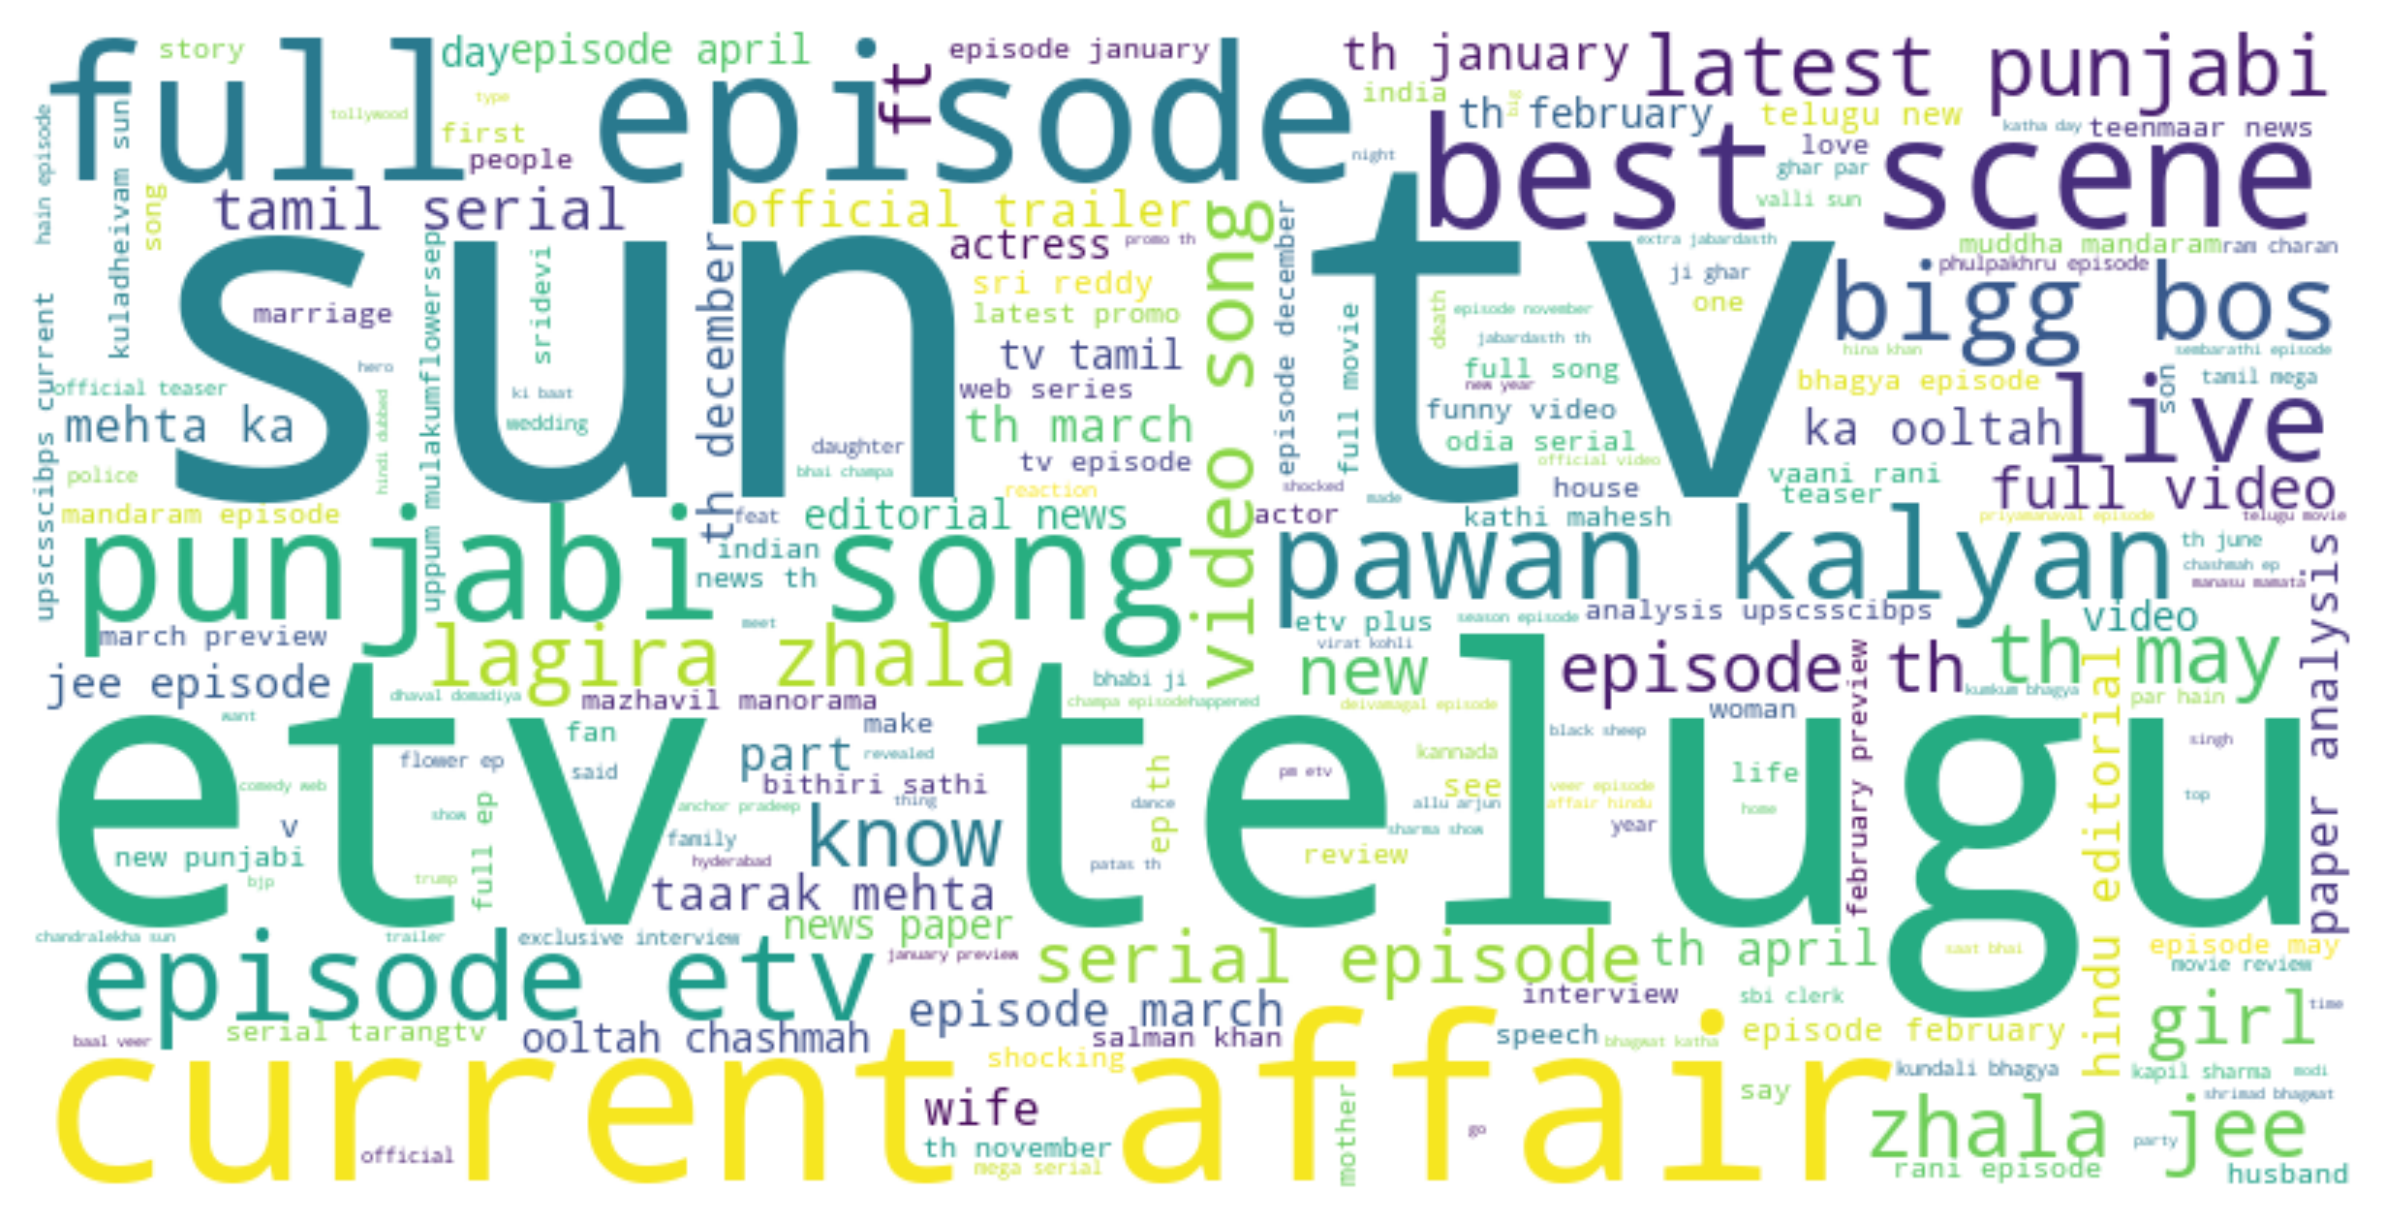 full episode
sun tv
etv telugu
current affair
best scene
punjabi song
pawan kalyan
bigg bos
latest punjabi
episode etv
live
know
lagira zhala
video song
zhala jee
serial episode
episode th
th may
full video
new
girl
tamil serial
official trailer
th january
th february
story
day
episode april
ft
episode january
india
big
telugu new
katha day
teenmaar news
love
ghar par
valli sun
night
tollywood
type
first
people
hain episode
kuladheivam sun
song
th december
actress
promo th
sri reddy
latest promo
tv tamil
web series
th march
tv episode
reaction
episode december
full movie
death
extra jabardasth
ji ghar
one
episode november
jabardasth th
full song
new year
funny video
odia serial
official video
house
made
shocked
actor
kathi mahesh
muddha mandaram
ram charan
phulpakhru episode
hina khan
sembarathi episode
bhagya episode
son
tamil mega
ka ooltah
vaani rani
teaser
priyamanaval episode
telugu movie
th june
chashmah ep
manasu mamata
marriage
hero
sridevi
uppum mulakumflowersep
ki baat
wedding
hindi dubbed
daughter
bhai champa
official teaser
mehta ka
police
mandaram episode
upscsscibps current
feat
editorial news
indian
news th
march preview
jee episode
meet
dhaval domadiya
mazhavil manorama
bhabi ji
champa episode
happened
etv plus
virat kohli
season episode
analysis upscsscibps
video
paper analysis
hindu editorial
february preview
kumkum bhagya
par hain
deivamagal episode
woman
black sheep
want
fan
flower ep
said
make
part
revealed
bithiri sathi
thing
comedy web
show
v
full ep
anchor pradeep
family
hyderabad
new punjabi
bjp
trump
taarak mehta
news paper
dance
ep th
patas th
kannada
pm etv
see
veer episode
allu arjun
affair hindu
sharma show
year
review
life
home
singh
top
chandralekha sun
trailer
exclusive interview
january preview
th april
saat bhai
episode may
movie review
interview
sbi clerk
time
episode march
serial tarangtv
baal veer
ooltah chashmah
salman khan
shocking
speech
bhagwat katha
episode february
kundali bhagya
kapil sharma
modi
shrimad bhagwat
say
wife
mother
go
official
th november
mega serial
party
rani episode
husband